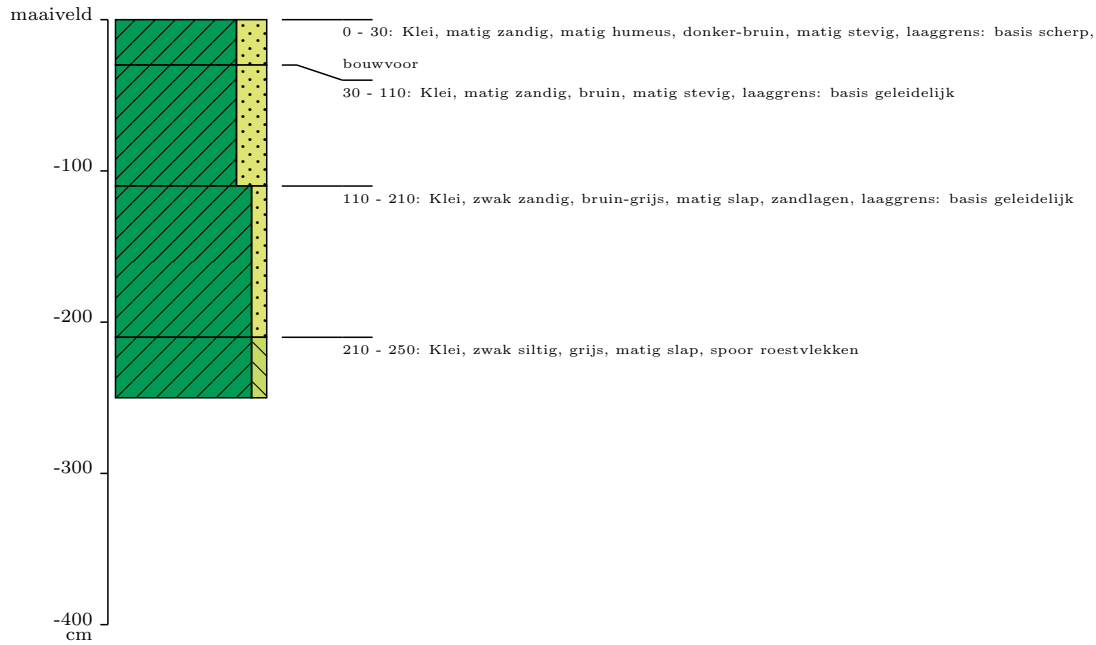 maaiveld
0 - 30: Klei, matig zandig, matig humeus, donker-bruin, matig stevig, laaggrens: basis scherp,
bouwvoor
30 - 110: Klei, matig zandig, bruin, matig stevig, laaggrens: basis geleidelijk
-100
110 - 210: Klei, zwak zandig, bruin-grijs, matig slap, zandlagen, laaggrens: basis geleidelijk
-200
210 - 250: Klei, zwak siltig, grijs, matig slap, spoor roestvlekken
-300
-400
cm